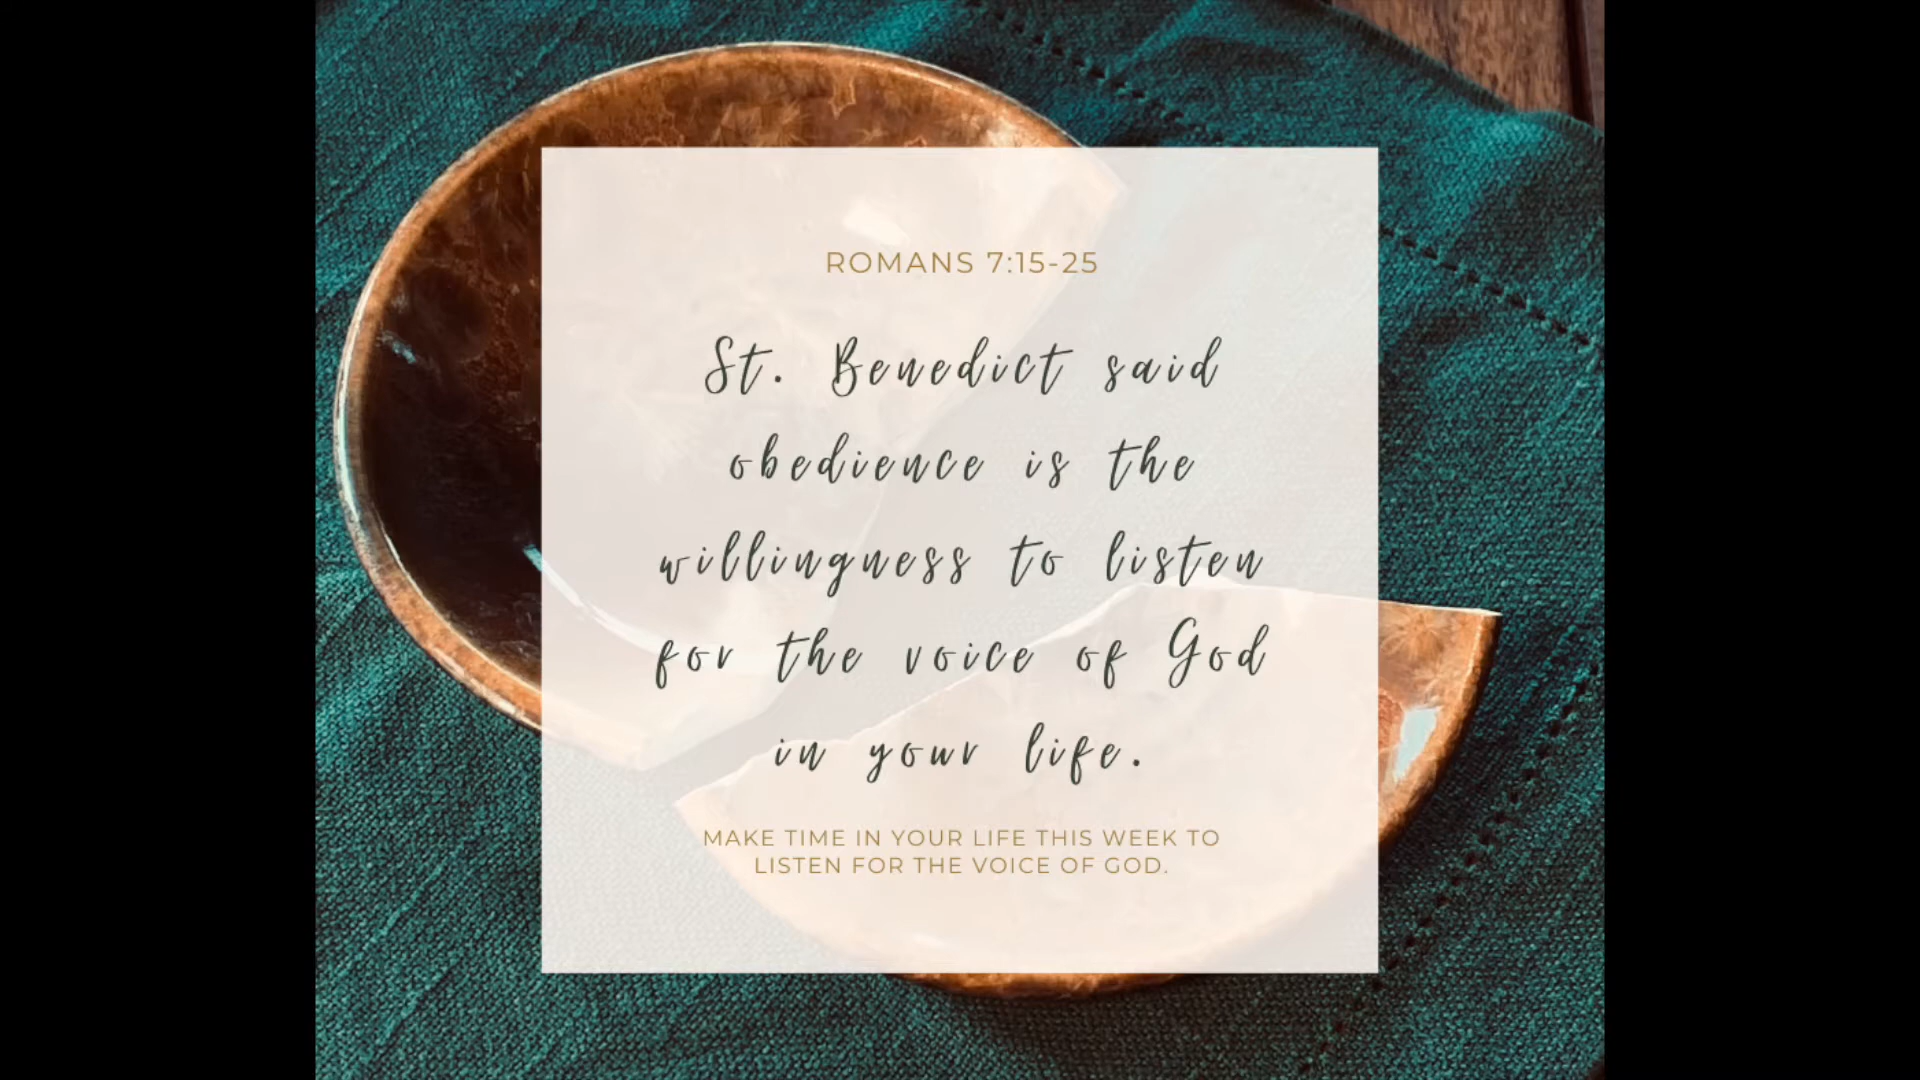 ROMANS 7:15-25
St. Benedict said
obedience is the
willingness to listen
for the voice of God
in your life.
MAKE TIME IN YOUR LIFE THIS WEEK TO
LISTEN FOR THE VOICE OF GOD.